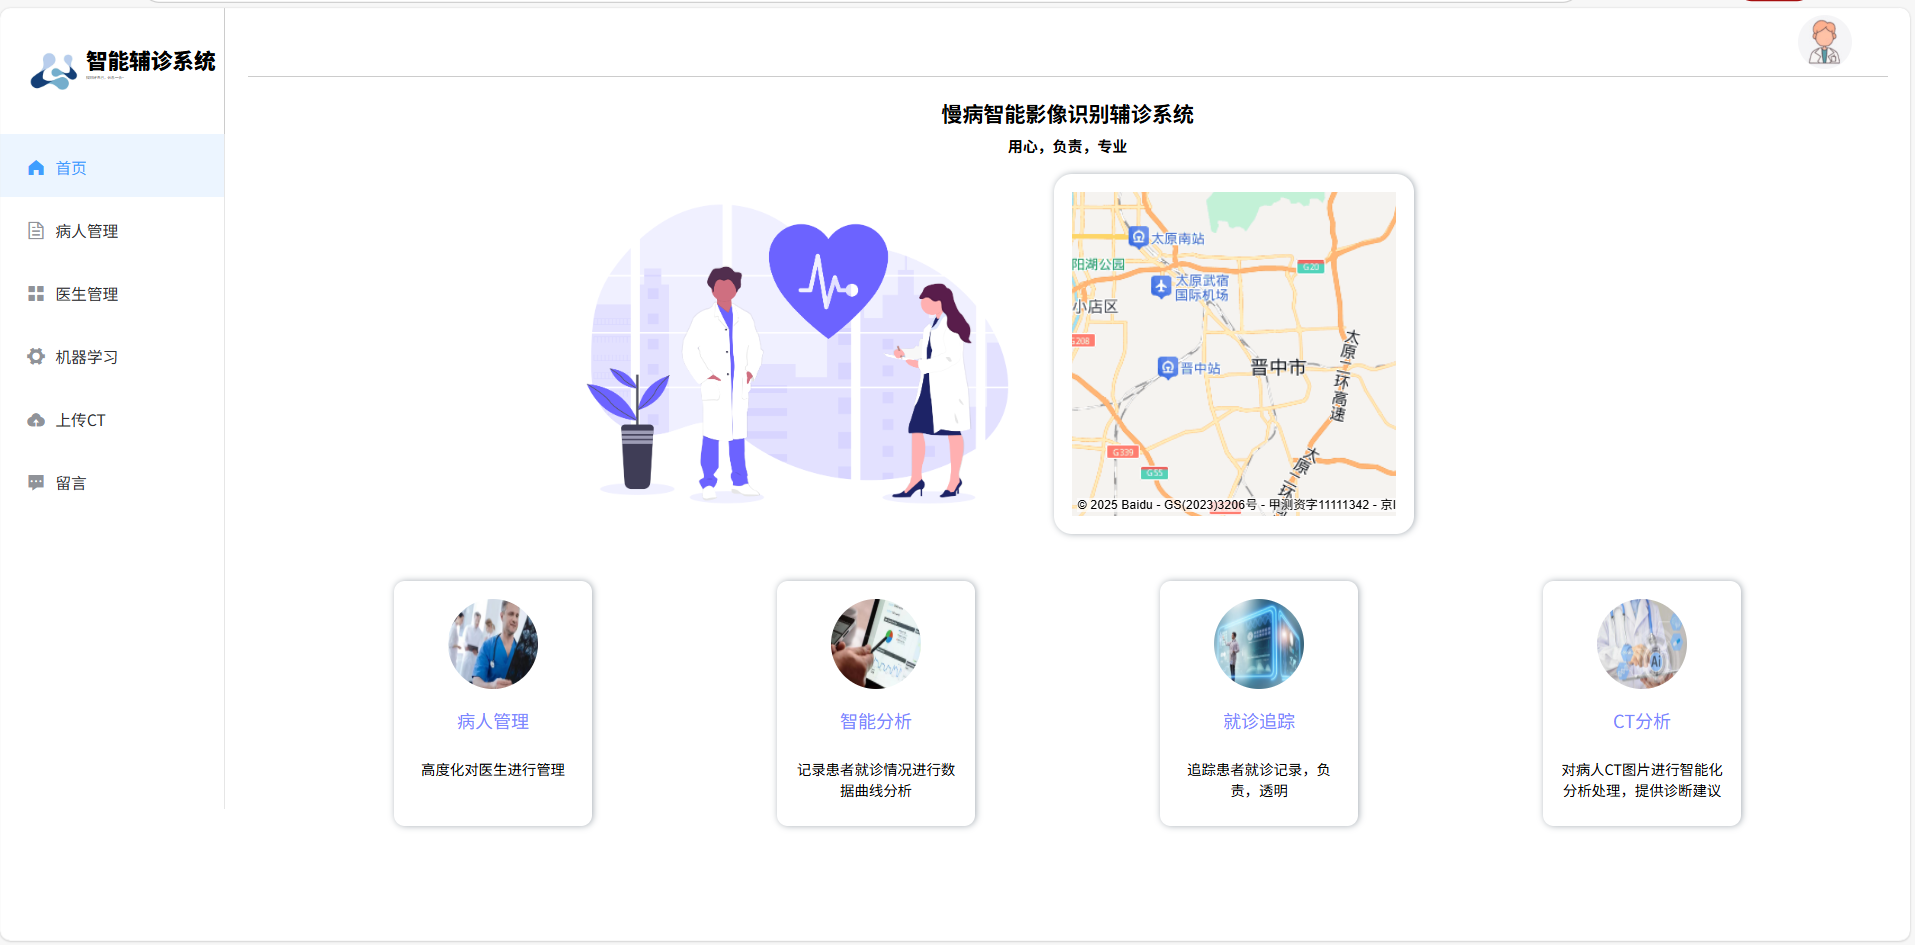 智能辅诊系统
首页
病人管理
医生管理
机器学习
上传CT
留言
慢病智能影像识别辅诊系统
用心，负责，专业
太原南站
阳湖公园
G20
太原武宿
国际机场
小店区
G208
太原二环高速
晋中站
晋中市
G339
G55
太原二环
© 2025 Baidu - GS(2023)3206号 - 甲测资字11111342 - 京
病人管理
高度化对医生进行管理
智能分析
记录患者就诊情况进行数
据曲线分析
就诊追踪
追踪患者就诊记录，负
责，透明
CT分析
Ai
对病人CT图片进行智能化
分析处理，提供诊断建议